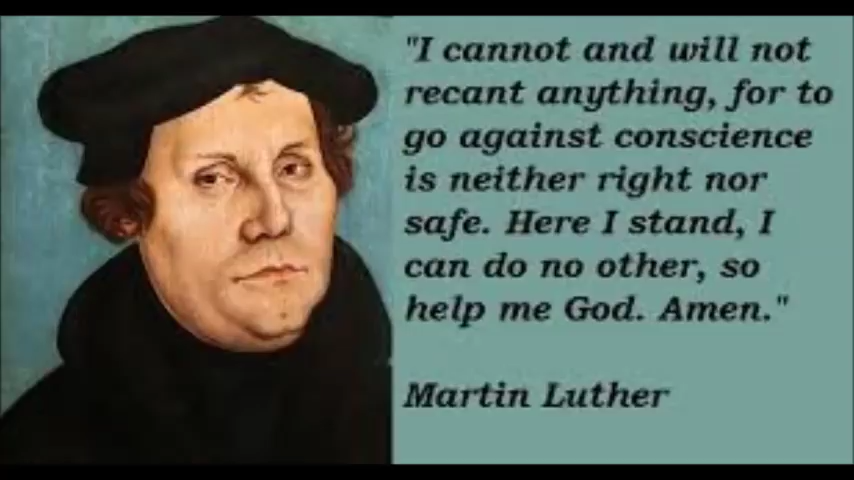 "I cannot and will not
recant anything, for to
go against conscience
is neither right nor
safe. Here I stand, I
can do no other, so
help me God. Amen."
Martin Luther